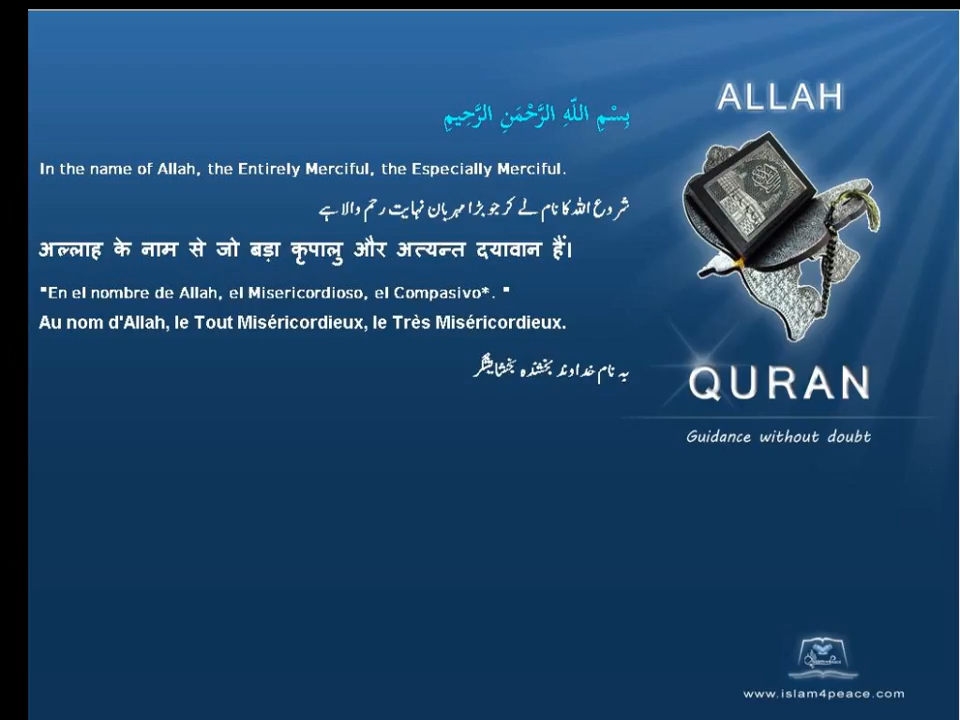 بِسْمِ اللَّهِ الرَّحْمَنِ الرَّحِيمِ
In the name of Allah, the Entirely Merciful, the Especially Merciful.
شروع اللہ کا نام لے کر جو بڑا مہربان نہایت رحم والا ہے
अल्लाह के नाम से जो बड़ा कृपालु और अत्यन्त दयावान हैं।
"En el nombre de Allah, el Misericordioso, el Compasivo*. "
Au nom d'Allah, le Tout Miséricordieux, le Très Miséricordieux.
به نام خداوند بخشنده بخشایشگر
ALLAH
QURAN
Guidance without doubt
www.islam4peace.com